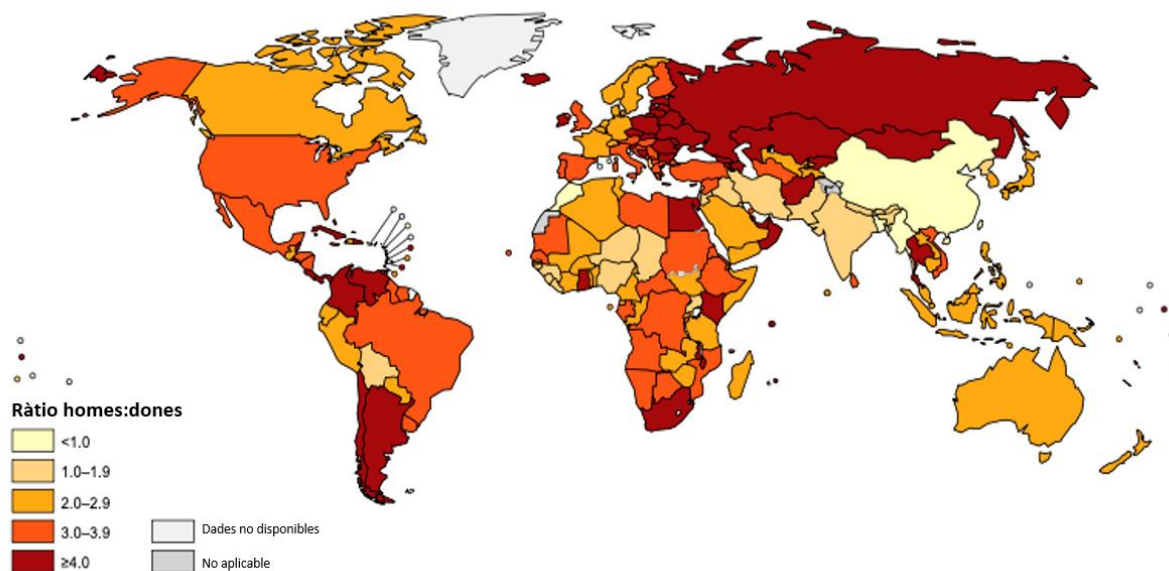 Ràtio homes:dones
<1.0
1.0–1.9
2.0–2.9
3.0–3.9
≥4.0
Dades no disponibles
No aplicable